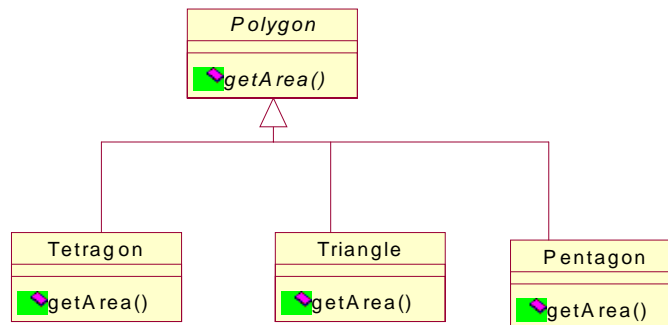 Polygon
getArea()
Tetragon
getArea()
Triangle
getArea()
Pentagon
getArea()